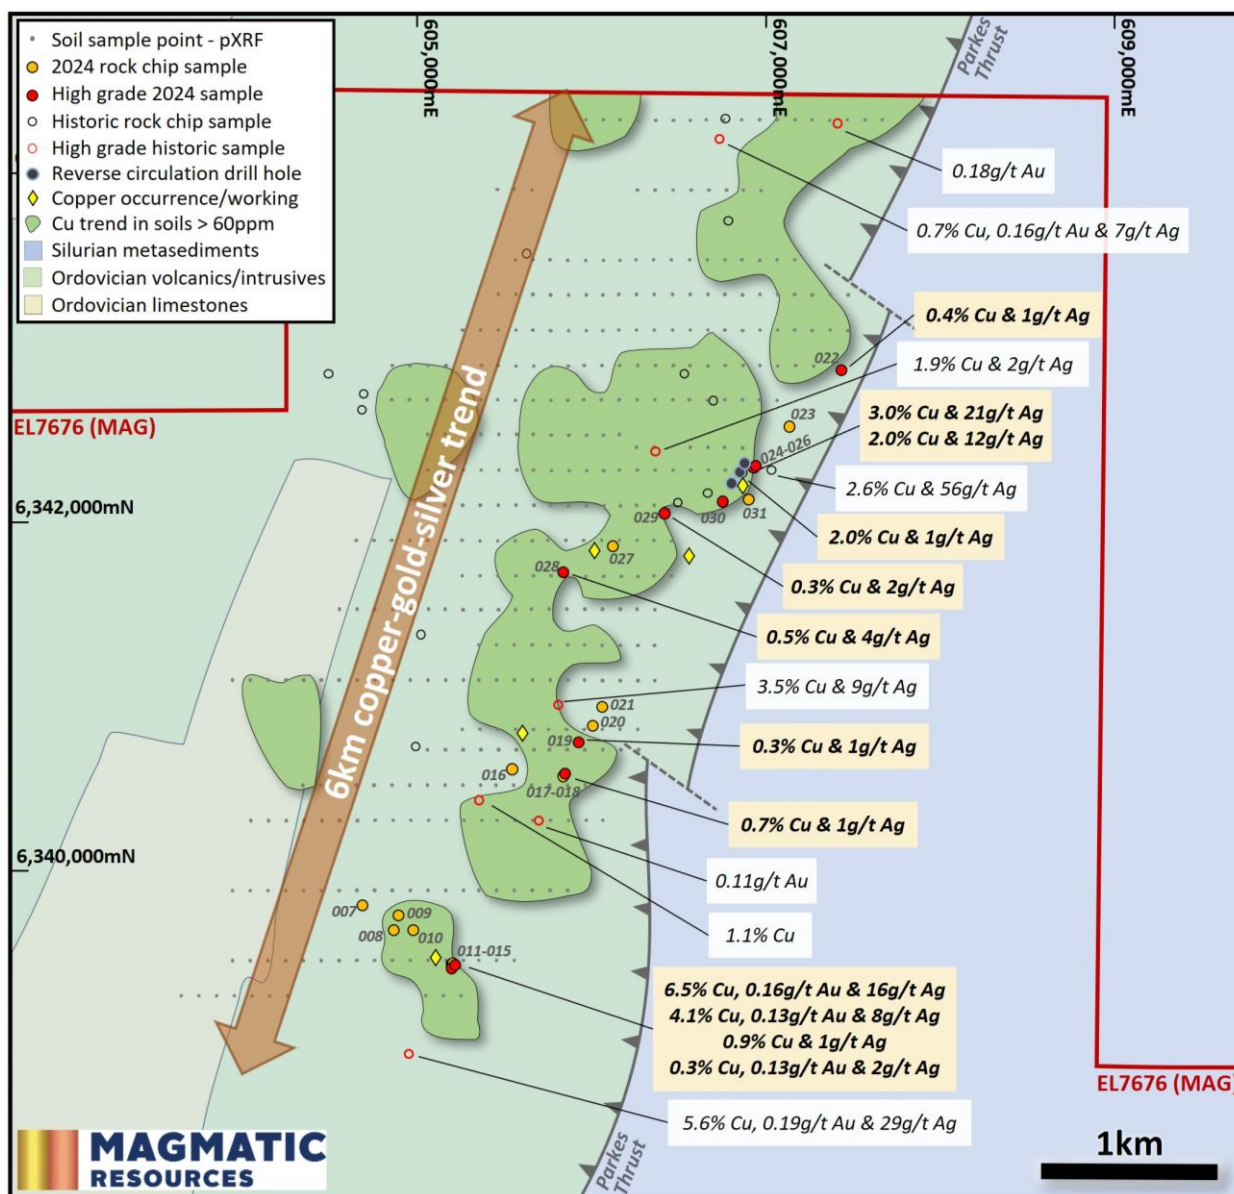 605,000mE
607,000mE
609,000mE
Parkes
Thrust
Soil sample point - pXRF
2024 rock chip sample
High grade 2024 sample
Historic rock chip sample
High grade historic sample
Reverse circulation drill hole
Copper occurrence/working
Cu trend in soils > 60ppm
Silurian metasediments
Ordovician volcanics/intrusives
Ordovician limestones
0.18g/t Au
0.7% Cu, 0.16g/t Au & 7g/t Ag
0.4% Cu & 1g/t Ag
022
1.9% Cu & 2g/t Ag
EL7676 (MAG)
023
3.0% Cu & 21g/t Ag
2.0% Cu & 12g/t Ag
024-026
2.6% Cu & 56g/t Ag
6,342,000mN
029
030
031
2.0% Cu & 1g/t Ag
027
028
0.3% Cu & 2g/t Ag
0.5% Cu & 4g/t Ag
6km copper-gold-silver trend
3.5% Cu & 9g/t Ag
021
020
019
0.3% Cu & 1g/t Ag
016
017-018
0.7% Cu & 1g/t Ag
6,340,000mN
0.11g/t Au
007
009
008
010
1.1% Cu
011-015
6.5% Cu, 0.16g/t Au & 16g/t Ag
4.1% Cu, 0.13g/t Au & 8g/t Ag
0.9% Cu & 1g/t Ag
0.3% Cu, 0.13g/t Au & 2g/t Ag
EL7676 (MAG)
5.6% Cu, 0.19g/t Au & 29g/t Ag
Parkes
Thrust
MAGMATIC
RESOURCES
1km